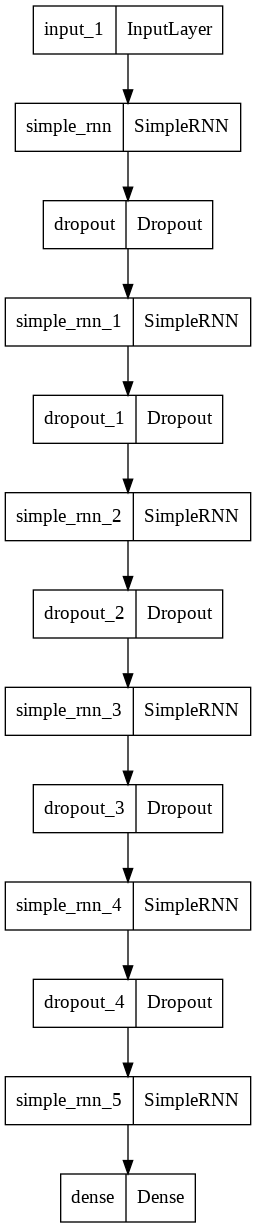 input_1 InputLayer
simple_rnn SimpleRNN
dropout Dropout
simple_rnn_1 SimpleRNN
dropout_1 Dropout
simple_rnn_2 SimpleRNN
dropout_2 Dropout
simple_rnn_3 SimpleRNN
dropout_3 Dropout
simple_rnn_4 SimpleRNN
dropout_4 Dropout
simple_rnn_5 SimpleRNN
dense Dense